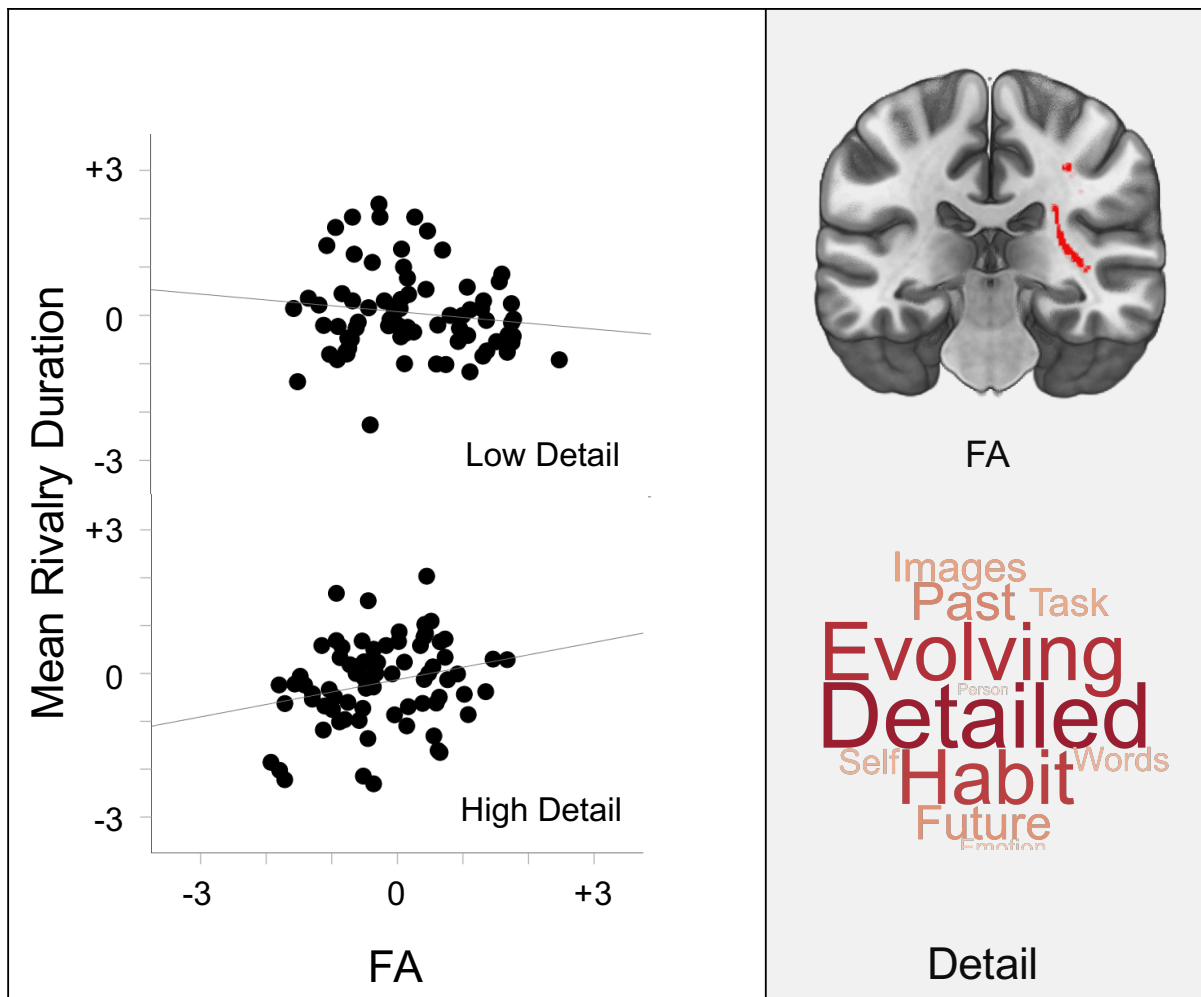 Mean Rivalry Duration
+3
0
-3
Low Detail
+3
0
-3
High Detail
-3 0 +3
FA
FA
Images
Past Task
Evolving
Person
Detailed
Self Habit Words
Future
Emotion
Detail